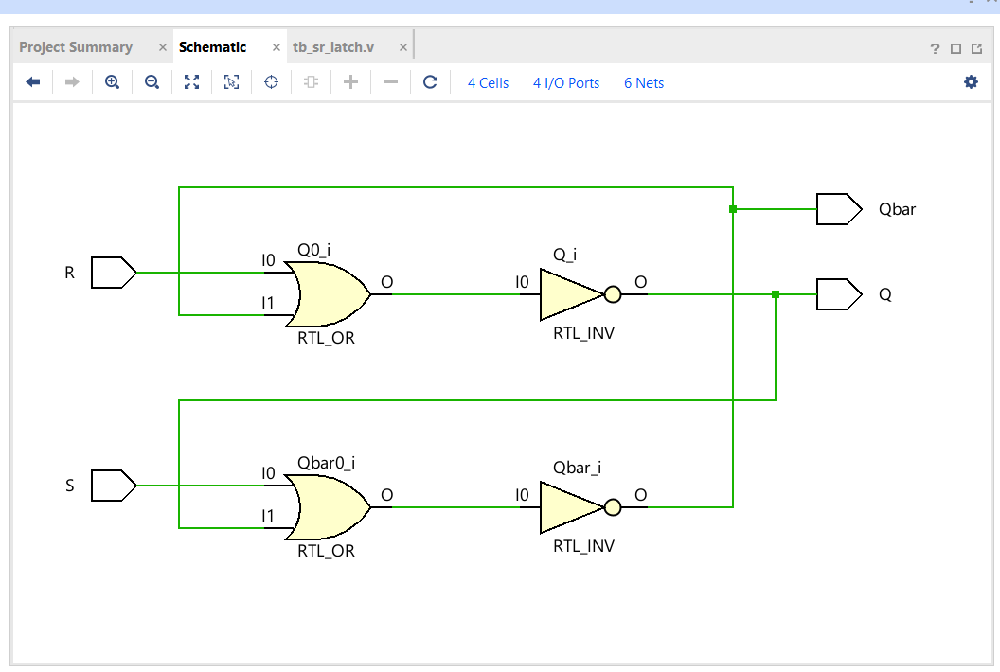 Project Summary × Schematic × tb_sr_latch.v × ?
4 Cells 4 I/O Ports 6 Nets
Qbar
Q0_i
Q_i
R
I0
O
I0
O
Q
I1
RTL_OR
RTL_INV
Qbar0_i
Qbar_i
S
I0
O
I0
O
I1
RTL_OR
RTL_INV